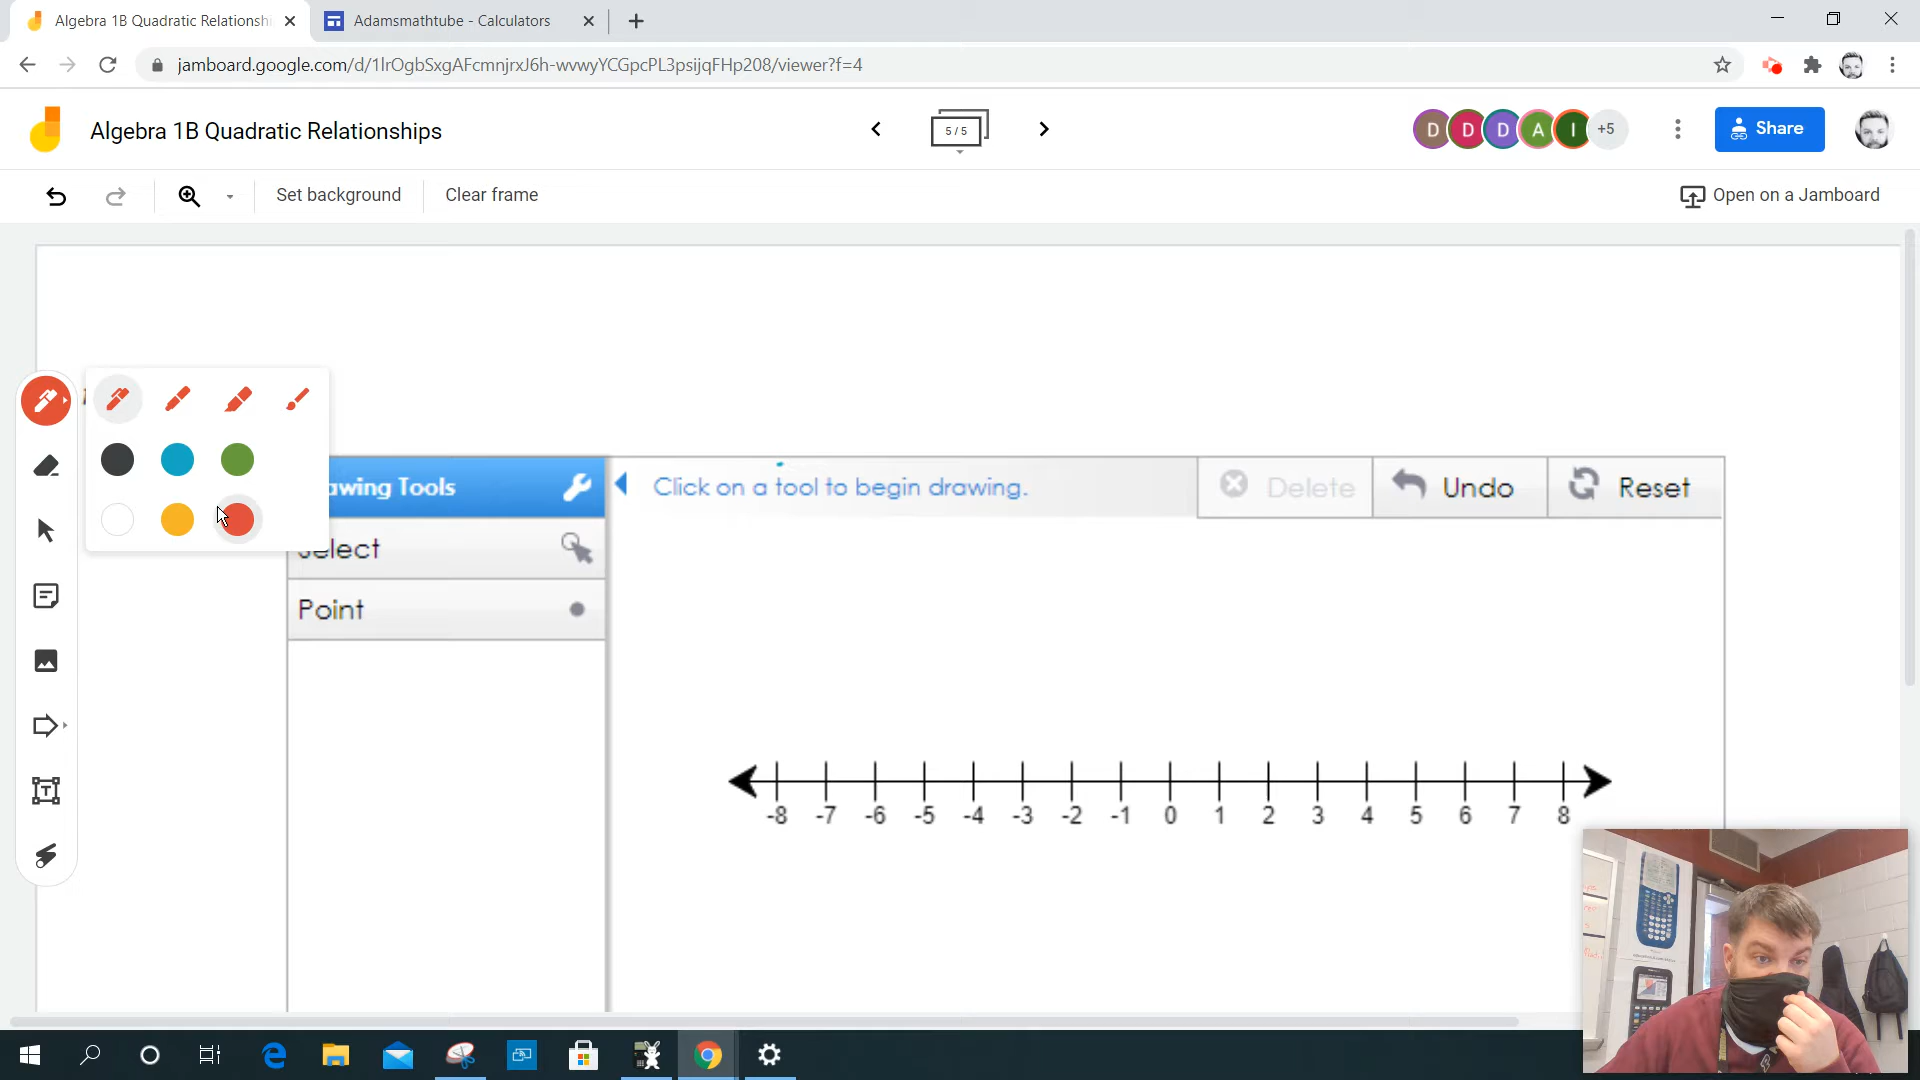 Algebra 1B Quadratic Relationshi
Adamsmathtube - Calculators
jamboard.google.com/d/1lrOgbSxgAFcmnjrxJ6h-wvwyYCGpcPL3psijqFHp208/viewer?f=4
Algebra 1B Quadratic Relationships
5 / 5
D D D A I +5
Share
Set background
Clear frame
Open on a Jamboard
awing Tools
Click on a tool to begin drawing.
Delete
Undo
Reset
Select
Point
-8 -7 -6 -5 -4 -3 -2 -1 0 1 2 3 4 5 6 7 8